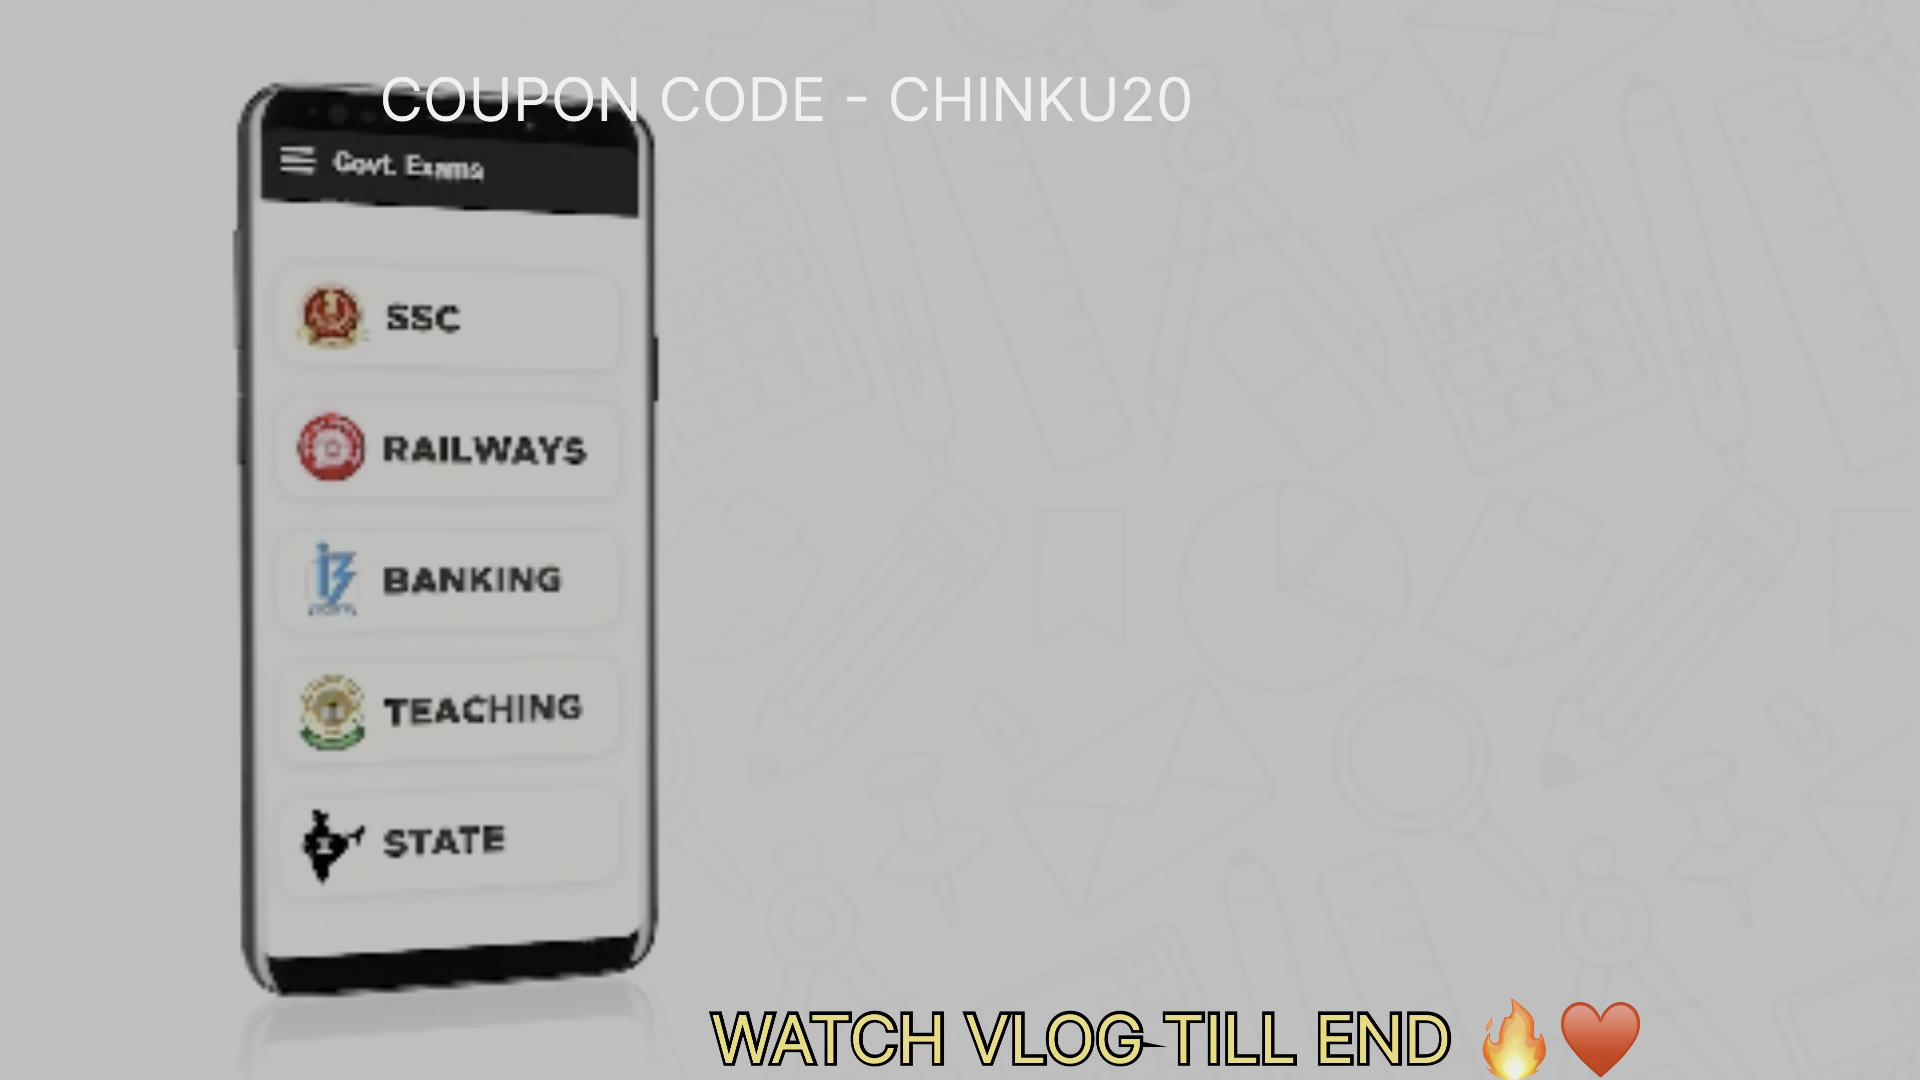 COUPON CODE - CHINKU20
Govt. Exams
SSC
RAILWAYS
BANKING
TEACHING
STATE
WATCH VLOG TILL END 🔥❤️